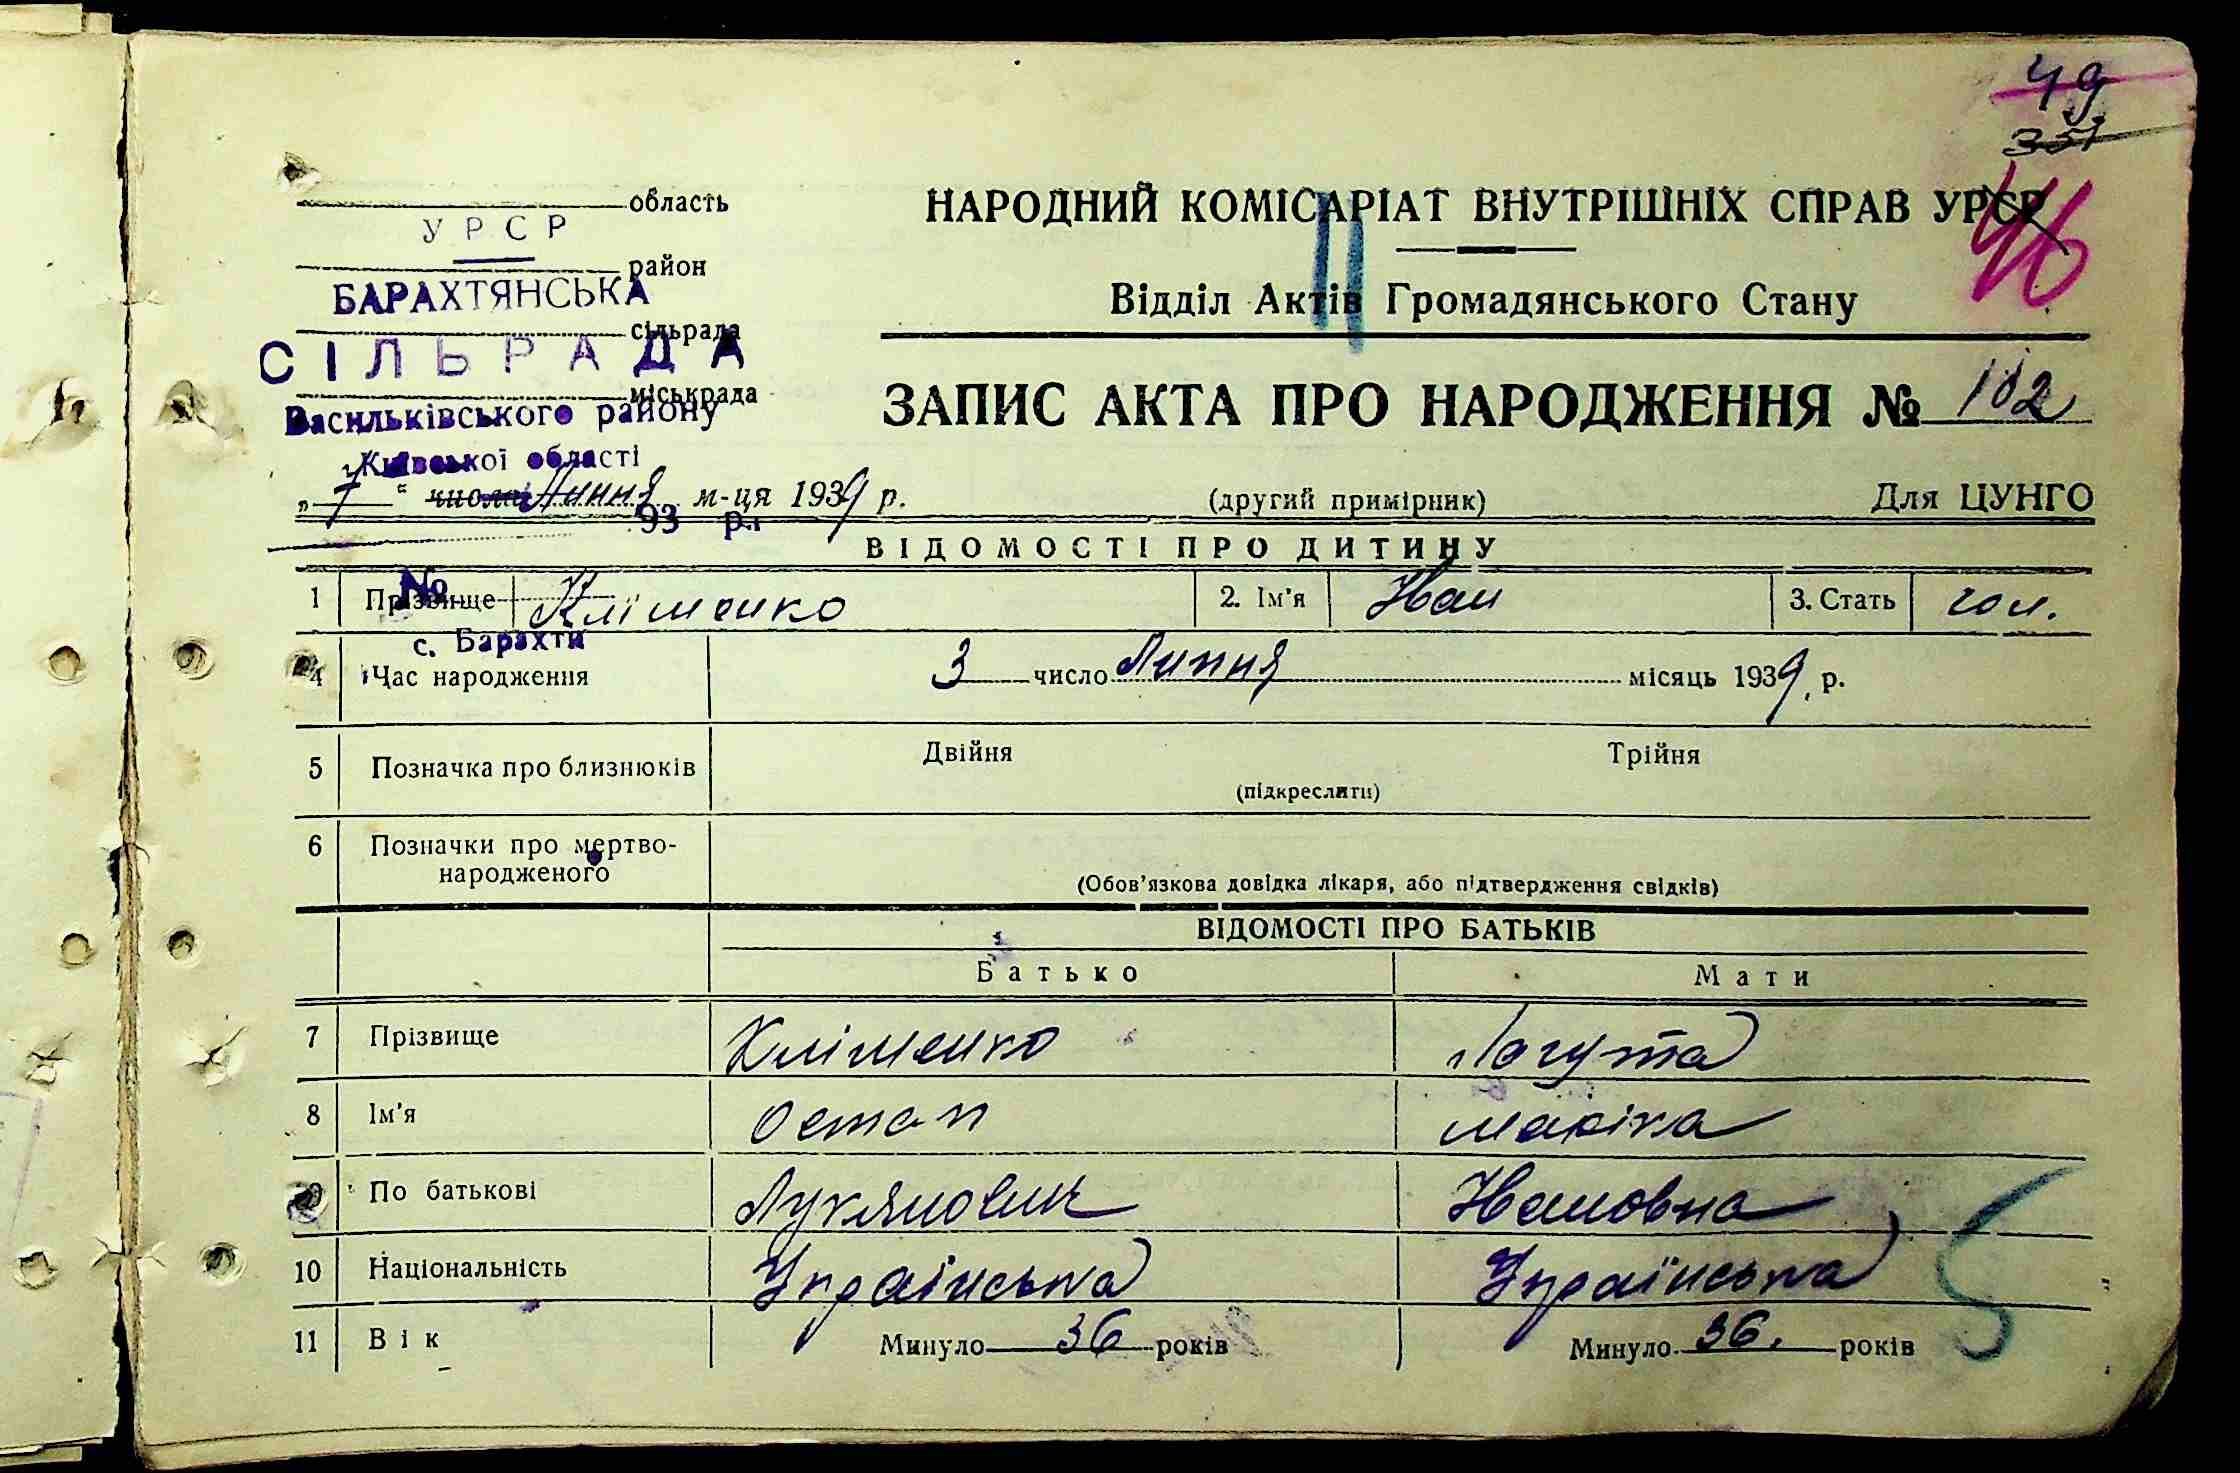 49
351
46
область
УРСР
район
БАРАХТЯНСЬКА
сільрада
СІЛЬРАДА
міськрада
Васильківського району
Київської області
„7“ числа Липня м-ця 1939 р.
93 р.
№
с. Барахти
НАРОДНИЙ КОМІСАРІАТ ВНУТРІШНІХ СПРАВ УРСР
Відділ Актів Громадянського Стану
ЗАПИС АКТА ПРО НАРОДЖЕННЯ № 102
(другий примірник) Для ЦУНГО
ВІДОМОСТІ ПРО ДИТИНУ
1 Прізвище Кліменко 2. Ім'я Іван 3. Стать чол.
4 Час народження 3 число Липня місяць 1939 р.
5 Позначка про близнюків Двійня Трійня
(підкреслити)
6 Позначки про мертво-
народженого
(Обов'язкова довідка лікаря, або підтвердження свідків)
ВІДОМОСТІ ПРО БАТЬКІВ
Батько Мати
7 Прізвище Кліменко Логута
8 Ім'я Остап
9 По батькові Лукянович Івановна
10 Національність Українська Українська
11 Вік Минуло 36 років Минуло 36. років